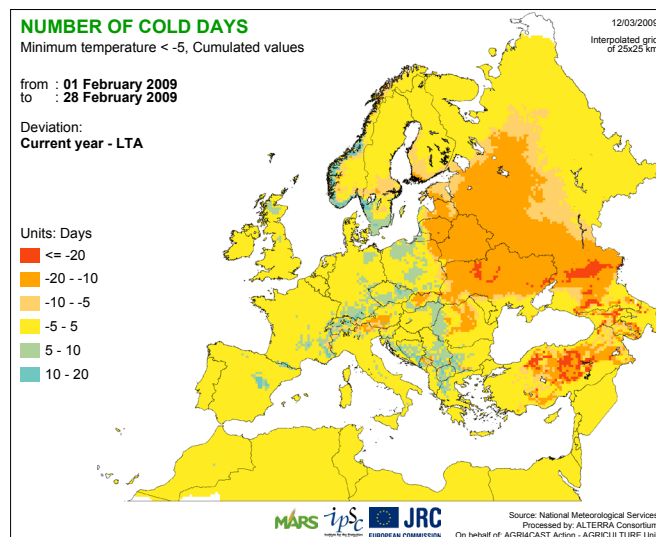 NUMBER OF COLD DAYS
Minimum temperature < -5, Cumulated values
12/03/2009
Interpolated grid
of 25x25 km
from : 01 February 2009
to : 28 February 2009
Deviation:
Current year - LTA
Units: Days
<= -20
-20 - -10
-10 - -5
-5 - 5
5 - 10
10 - 20
MARS ipsc JRC
EUROPEAN COMMISSION
Source: National Meteorological Services
Processed by: ALTERRA Consortium
On behalf of: AGRI4CAST Action - AGRICULTURE Unit